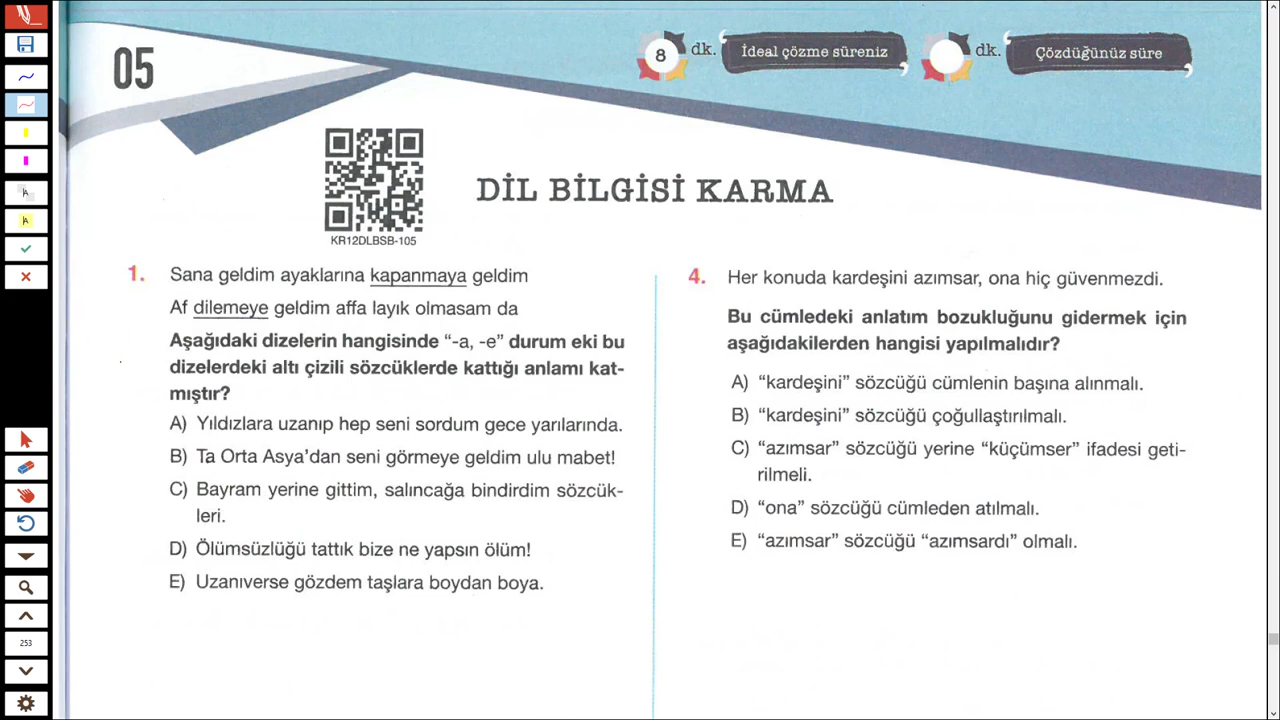 05
8 dk. İdeal çözme süreniz
dk. Çözdüğünüz süre
KR12DLBSB-105
DİL BİLGİSİ KARMA
1. Sana geldim ayaklarına kapanmaya geldim
Af dilemeye geldim affa layık olmasam da
Aşağıdaki dizelerin hangisinde “-a, -e” durum eki bu
dizelerdeki altı çizili sözcüklerde kattığı anlamı kat-
mıştır?
A) Yıldızlara uzanıp hep seni sordum gece yarılarında.
B) Ta Orta Asya’dan seni görmeye geldim ulu mabet!
C) Bayram yerine gittim, salıncağa bindirdim sözcük-
leri.
D) Ölümsüzlüğü tattık bize ne yapsın ölüm!
E) Uzanıverse gözdem taşlara boydan boya.
4. Her konuda kardeşini azımsar, ona hiç güvenmezdi.
Bu cümledeki anlatım bozukluğunu gidermek için
aşağıdakilerden hangisi yapılmalıdır?
A) “kardeşini” sözcüğü cümlenin başına alınmalı.
B) “kardeşini” sözcüğü çoğullaştırılmalı.
C) “azımsar” sözcüğü yerine “küçümser” ifadesi geti-
rilmeli.
D) “ona” sözcüğü cümleden atılmalı.
E) “azımsar” sözcüğü “azımsardı” olmalı.
A
A
253